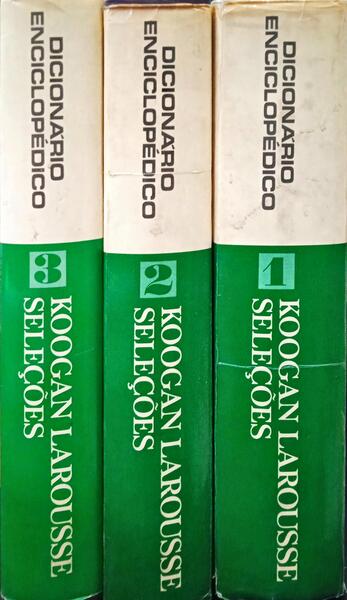 DICIONÁRIO
ENCICLOPÉDICO
3
KOOGAN LAROUSSE
SELEÇÕES
DICIONÁRIO
ENCICLOPÉDICO
2
KOOGAN LAROUSSE
SELEÇÕES
DICIONÁRIO
ENCICLOPÉDICO
1
KOOGAN LAROUSSE
SELEÇÕES